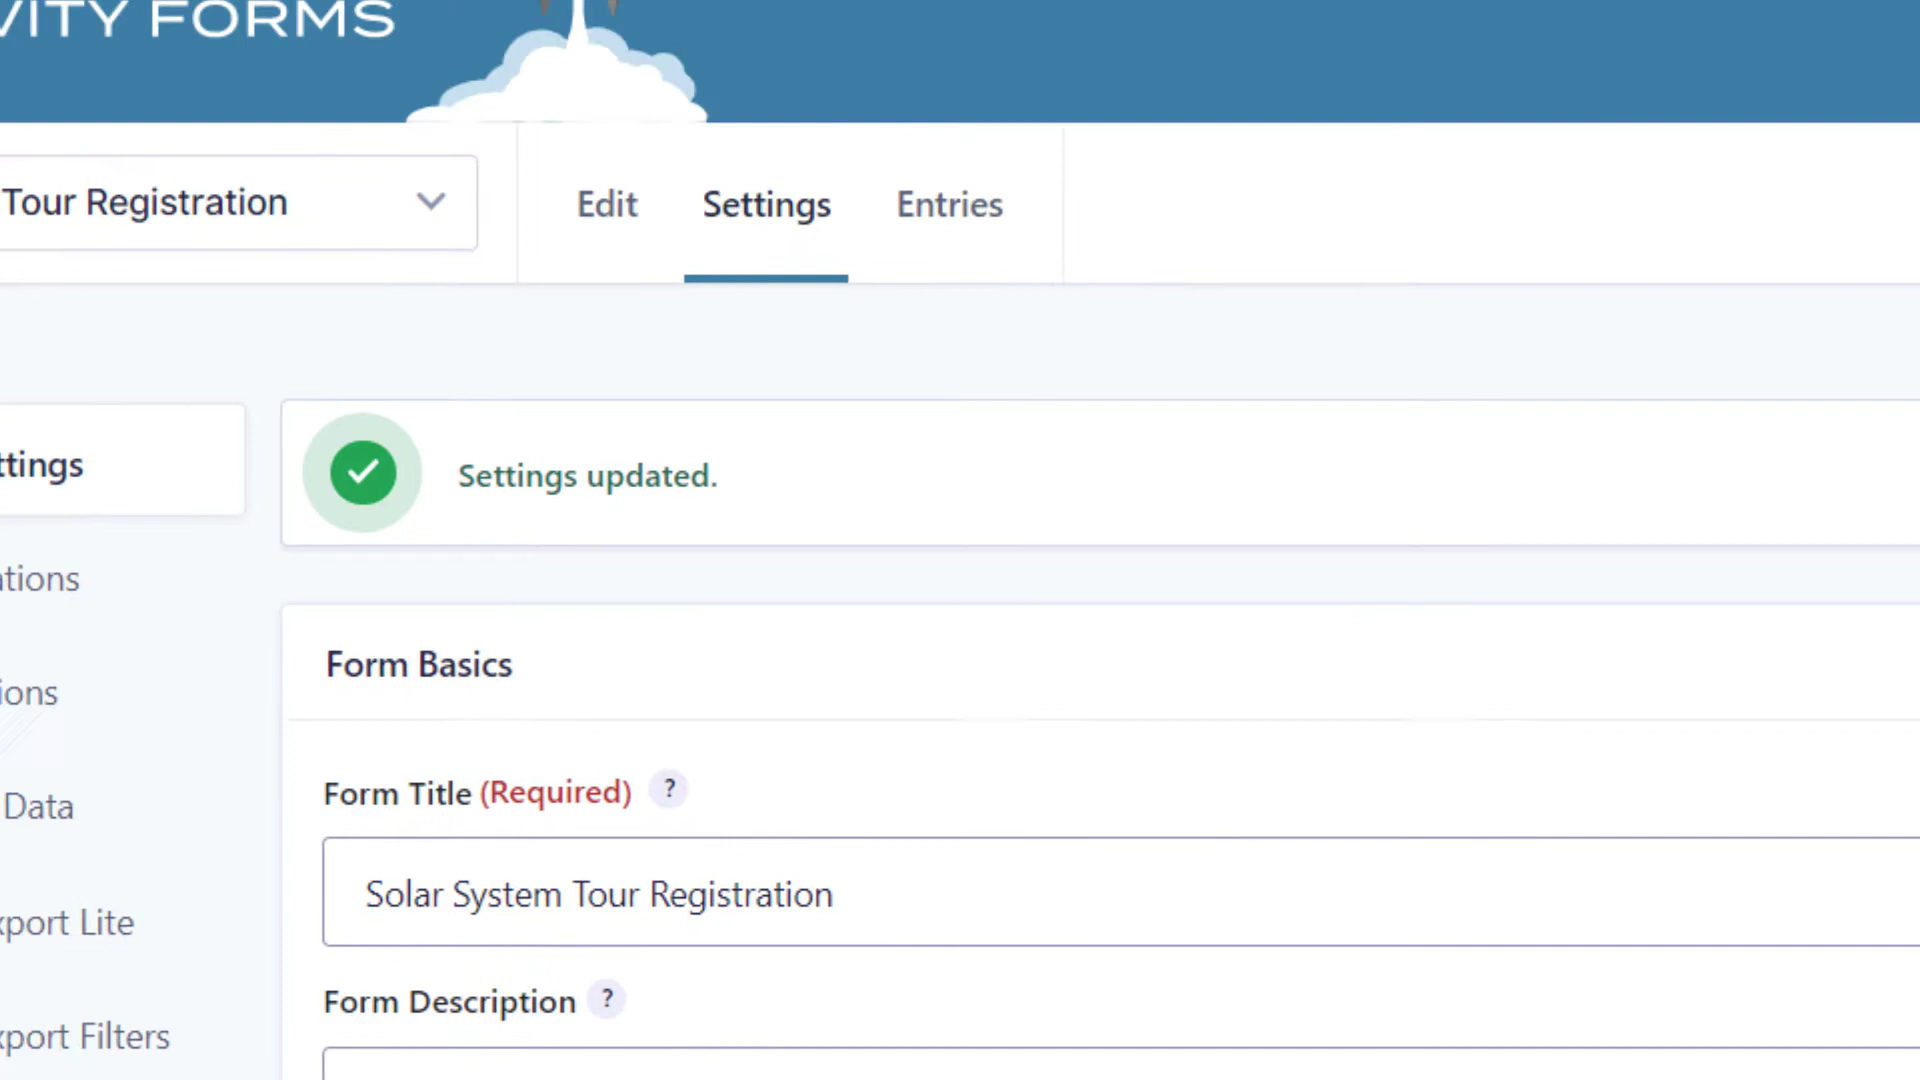 VITY FORMS
Tour Registration
Edit
Settings
Entries
ttings
Settings updated.
ations
ions
Form Basics
Data
Form Title (Required) ?
Solar System Tour Registration
xport Lite
Form Description ?
xport Filters